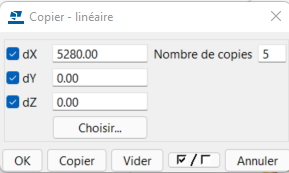 Copier - linéaire
dX 5280.00 Nombre de copies 5
dY 0.00
dZ 0.00
Choisir...
OK Copier Vider / Annuler